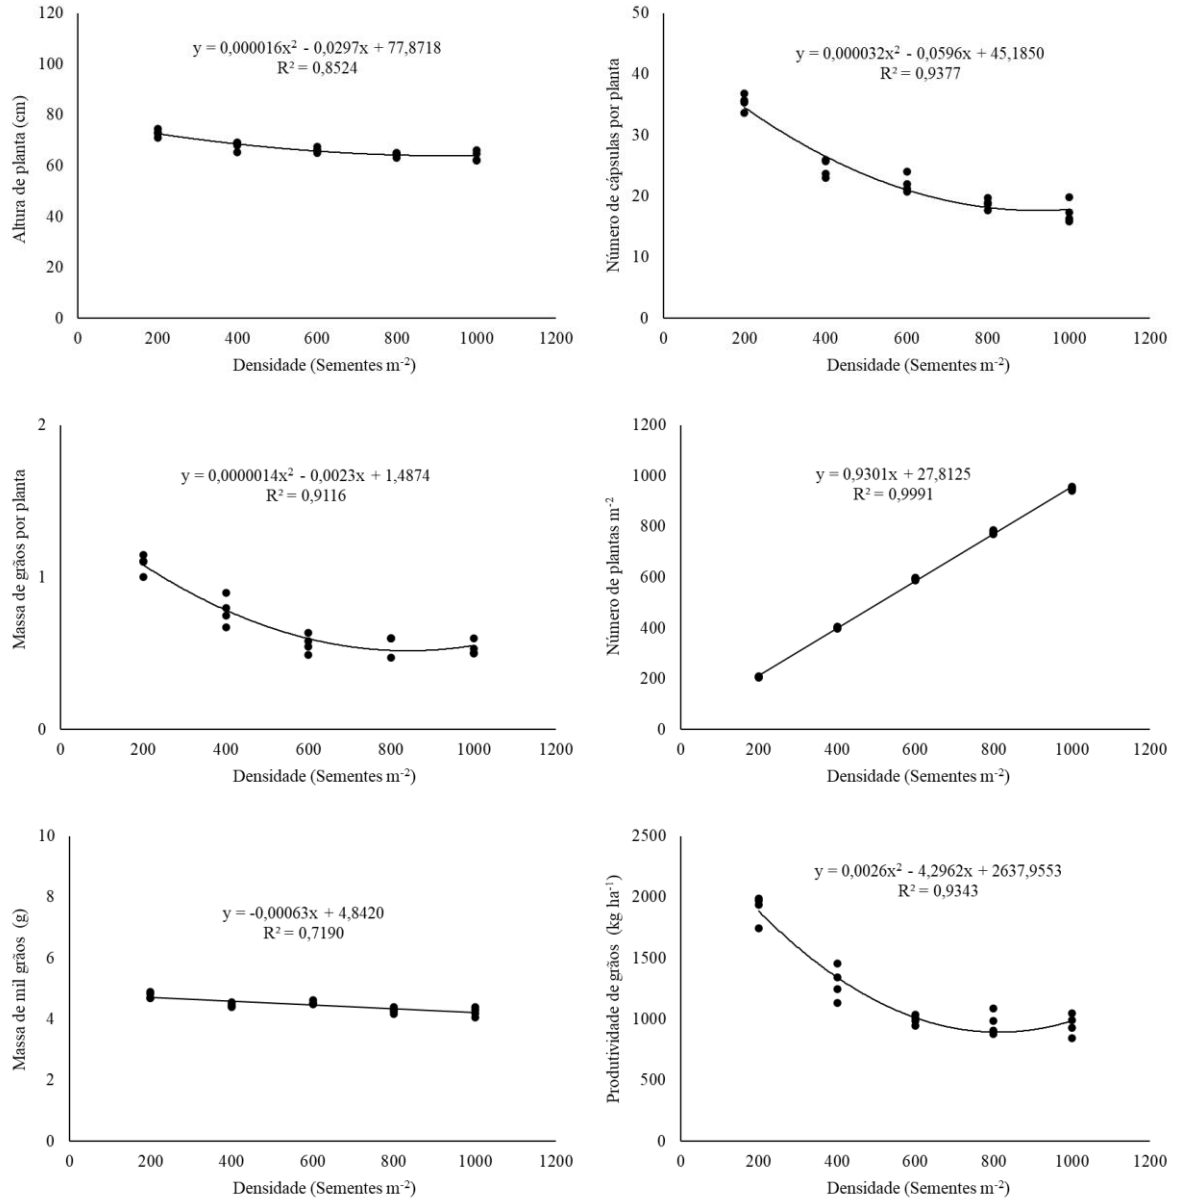 120
100
80
60
40
20
0
Altura de planta (cm)
y = 0,000016x² - 0,0297x + 77,8718
R² = 0,8524
0 200 400 600 800 1000 1200
Densidade (Sementes m⁻²)
50
40
30
20
10
0
Número de cápsulas por planta
y = 0,000032x² - 0,0596x + 45,1850
R² = 0,9377
0 200 400 600 800 1000 1200
Densidade (Sementes m⁻²)
2
1
0
Massa de grãos por planta
y = 0,0000014x² - 0,0023x + 1,4874
R² = 0,9116
0 200 400 600 800 1000 1200
Densidade (Sementes m⁻²)
1200
1000
800
600
400
200
0
Número de plantas m⁻²
y = 0,9301x + 27,8125
R² = 0,9991
0 200 400 600 800 1000 1200
Densidade (Sementes m⁻²)
10
8
6
4
2
0
Massa de mil grãos (g)
y = -0,00063x + 4,8420
R² = 0,7190
0 200 400 600 800 1000 1200
Densidade (Sementes m⁻²)
2500
2000
1500
1000
500
0
Produtividade de grãos (kg ha⁻¹)
y = 0,0026x² - 4,2962x + 2637,9553
R² = 0,9343
0 200 400 600 800 1000 1200
Densidade (Sementes m⁻²)